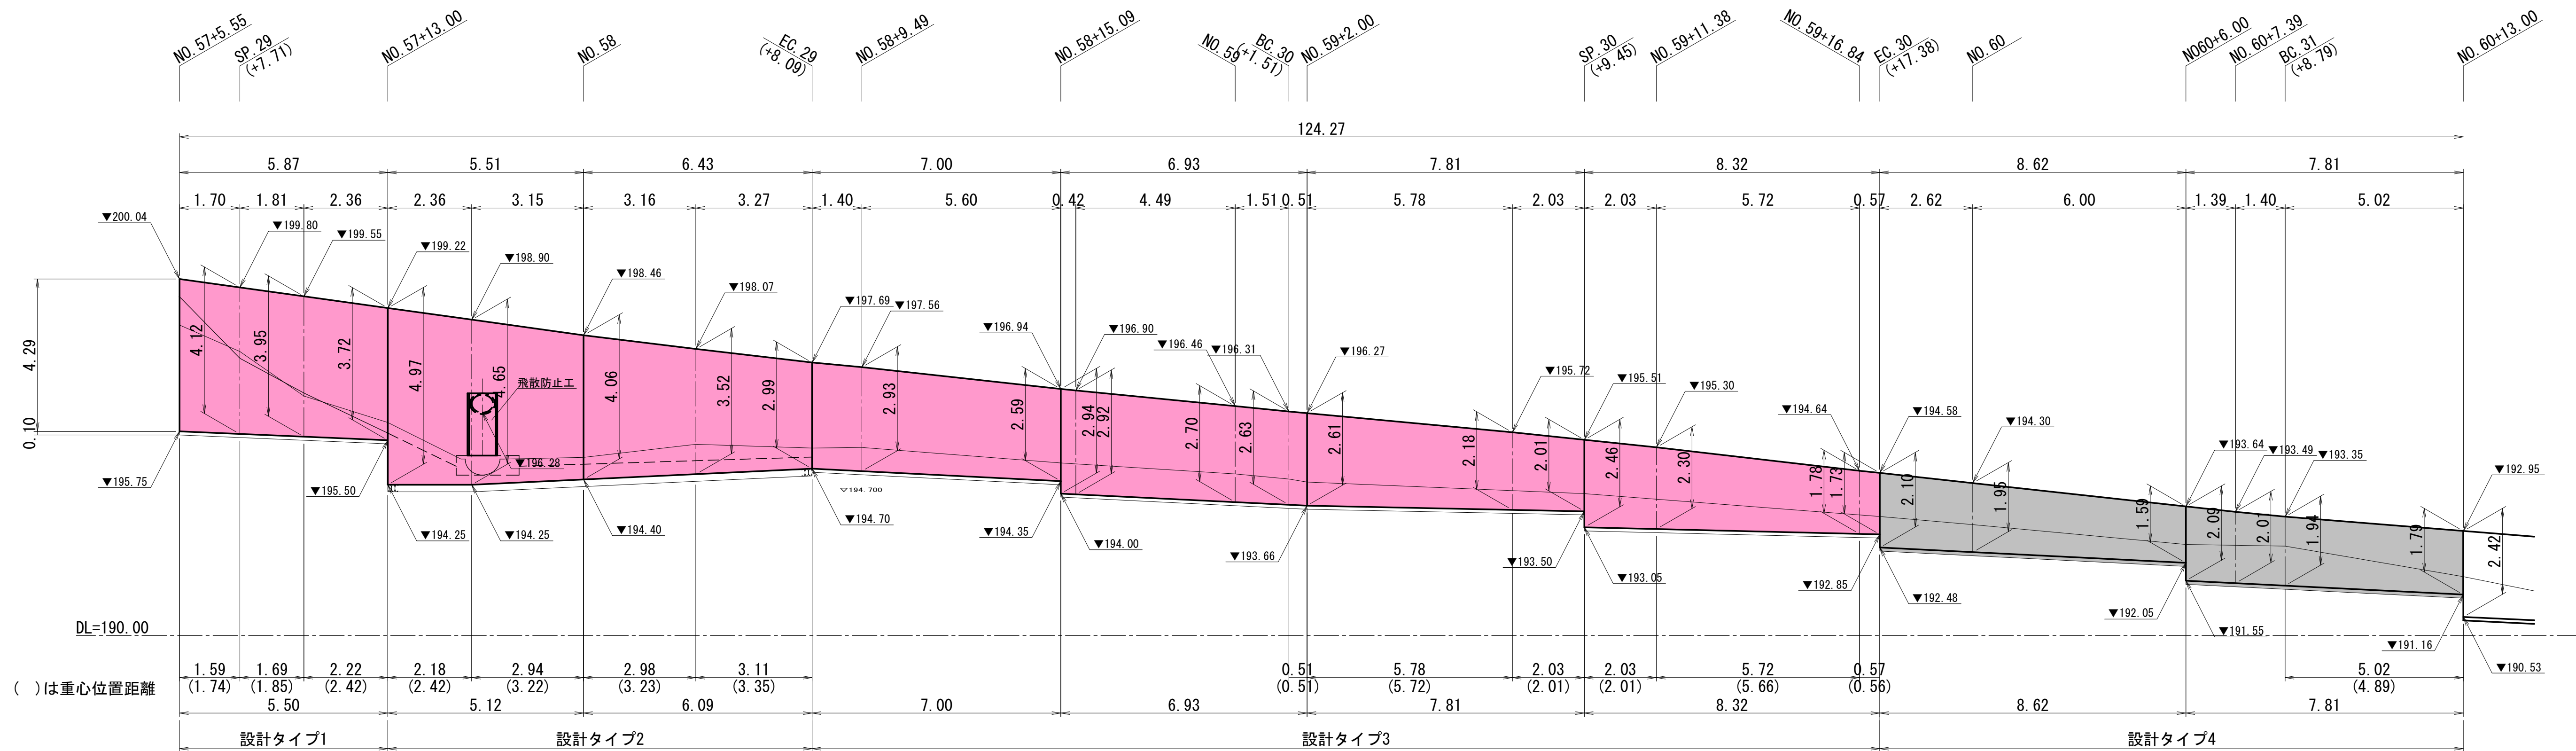 NO.57+5.55
SP.29
(+7.71)
NO.57+13.00
NO.58
EC.29
(+8.09)
NO.58+9.49
NO.58+15.09
NO.59
BC.30
(+1.51)
NO.59+2.00
SP.30
(+9.45)
NO.59+11.38
NO.59+16.84
EC.30
(+17.38)
NO.60
NO60+6.00
NO.60+7.39
BC.31
(+8.79)
NO.60+13.00
124.27
5.87 5.51 6.43 7.00 6.93 7.81 8.32 8.62 7.81
1.70 1.81 2.36 2.36 3.15 3.16 3.27 1.40 5.60 0.42 4.49 1.51 0.51 5.78 2.03 2.03 5.72 0.57 2.62 6.00 1.39 1.40 5.02
▼200.04
▼199.80
▼199.55
▼199.22
▼198.90
▼198.46
▼198.07
▼197.69
▼197.56
▼196.94
▼196.90
▼196.46
▼196.31
▼196.27
▼195.72
▼195.51
▼195.30
▼194.64
▼194.58
▼194.30
▼193.64
▼193.49
▼193.35
▼192.95
4.29
0.10
4.12
3.95
3.72
4.97
4.65
飛散防止工
4.06
3.52
2.99
2.93
2.59
2.94
2.92
2.70
2.63
2.61
2.18
2.01
2.46
2.30
1.78
1.73
2.10
1.95
1.59
2.09
2.01
1.94
1.79
2.42
▼196.28
▼195.75
▼195.50
▼194.25
▼194.25
▼194.40
▽194.700
▼194.70
▼194.35
▼194.00
▼193.66
▼193.50
▼193.05
▼192.85
▼192.48
▼192.05
▼191.55
▼191.16
▼190.53
DL=190.00
1.59 1.69 2.22 2.18 2.94 2.98 3.11 0.51 5.78 2.03 2.03 5.72 0.57 5.02
( )は重心位置距離
(1.74) (1.85) (2.42) (2.42) (3.22) (3.23) (3.35) (0.51) (5.72) (2.01) (2.01) (5.66) (0.56) (4.89)
5.50 5.12 6.09 7.00 6.93 7.81 8.32 8.62 7.81
設計タイプ1 設計タイプ2 設計タイプ3 設計タイプ4